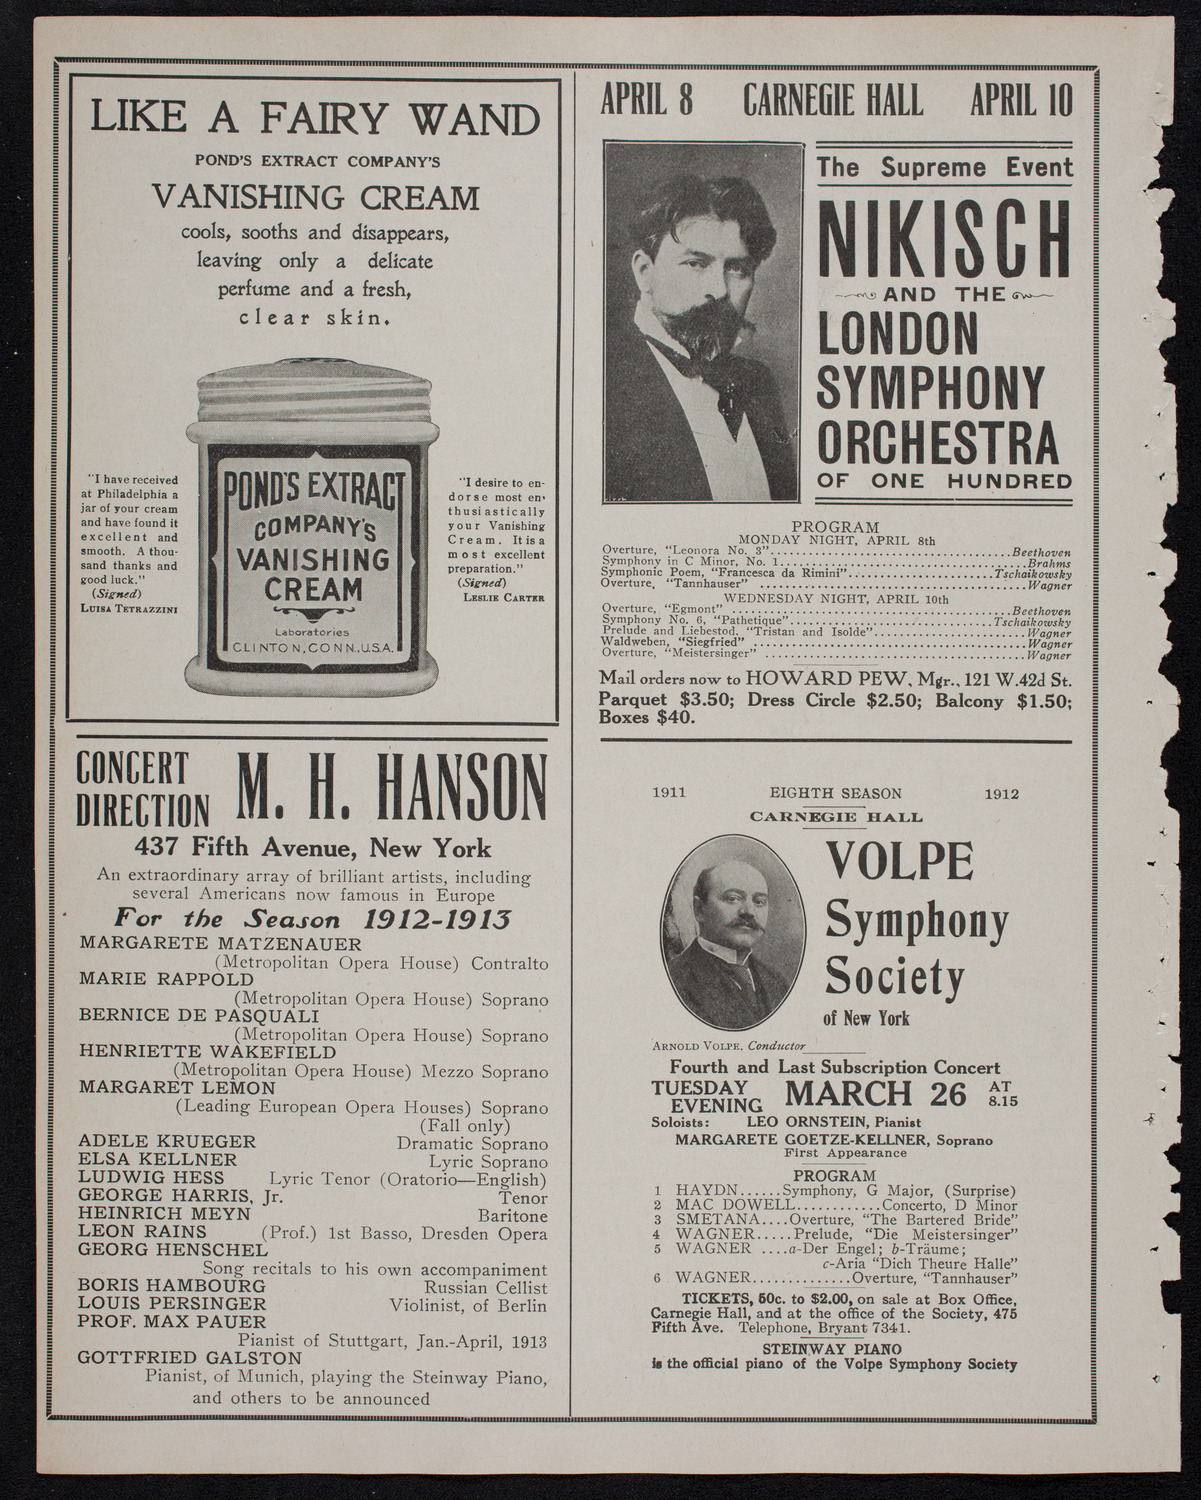 LIKE A FAIRY WAND
POND'S EXTRACT COMPANY'S
VANISHING CREAM
cools, sooths and disappears,
leaving only a delicate
perfume and a fresh,
clear skin.
"I have received
at Philadelphia a
jar of your cream
and have found it
excellent and
smooth. A thou-
sand thanks and
good luck."
(Signed)
LUISA TETRAZZINI
POND'S EXTRACT
COMPANY'S
VANISHING
CREAM
Laboratories
CLINTON, CONN., U.S.A.
"I desire to en-
dorse most en-
thusiastically
your Vanishing
Cream. It is a
most excellent
preparation."
(Signed)
LESLIE CARTER
CONCERT
DIRECTION M. H. HANSON
437 Fifth Avenue, New York
An extraordinary array of brilliant artists, including
several Americans now famous in Europe
For the Season 1912-1913
MARGARETE MATZENAUER
(Metropolitan Opera House) Contralto
MARIE RAPPOLD
(Metropolitan Opera House) Soprano
BERNICE DE PASQUALI
(Metropolitan Opera House) Soprano
HENRIETTE WAKEFIELD
(Metropolitan Opera House) Mezzo Soprano
MARGARET LEMON
(Leading European Opera Houses) Soprano
(Fall only)
ADELE KRUEGER Dramatic Soprano
ELSA KELLNER Lyric Soprano
LUDWIG HESS Lyric Tenor (Oratorio—English)
GEORGE HARRIS, Jr. Tenor
HEINRICH MEYN Baritone
LEON RAINS (Prof.) 1st Basso, Dresden Opera
GEORG HENSCHEL
Song recitals to his own accompaniment
BORIS HAMBOURG Russian Cellist
LOUIS PERSINGER Violinist, of Berlin
PROF. MAX PAUER
Pianist of Stuttgart, Jan.-April, 1913
GOTTFRIED GALSTON
Pianist, of Munich, playing the Steinway Piano,
and others to be announced
APRIL 8 CARNEGIE HALL APRIL 10
The Supreme Event
NIKISCH
AND THE
LONDON
SYMPHONY
ORCHESTRA
OF ONE HUNDRED
PROGRAM
MONDAY NIGHT, APRIL 8th
Overture, "Leonora No. 3"..............................Beethoven
Symphony in C Minor, No. 1..............................Brahms
Symphonic Poem, "Francesca da Rimini"..................Tschaikowsky
Overture, "Tannhauser" ..............................Wagner
WEDNESDAY NIGHT, APRIL 10th
Overture, "Egmont" ..............................Beethoven
Symphony No. 6, "Pathetique"..........................Tschaikowsky
Prelude and Liebestod, "Tristan and Isolde"....................Wagner
Waldweben, "Siegfried" ..............................Wagner
Overture, "Meistersinger" ..............................Wagner
Mail orders now to HOWARD PEW, Mgr., 121 W.42d St.
Parquet $3.50; Dress Circle $2.50; Balcony $1.50;
Boxes $40.
1911 EIGHTH SEASON 1912
CARNEGIE HALL
VOLPE
Symphony
Society
of New York
ARNOLD VOLPE, Conductor
Fourth and Last Subscription Concert
TUESDAY EVENING MARCH 26 AT 8.15
Soloists: LEO ORNSTEIN, Pianist
MARGARETE GOETZE-KELLNER, Soprano
First Appearance
PROGRAM
1 HAYDN......Symphony, G Major, (Surprise)
2 MAC DOWELL............Concerto, D Minor
3 SMETANA....Overture, "The Bartered Bride"
4 WAGNER.....Prelude, "Die Meistersinger"
5 WAGNER ....a-Der Engel; b-Träume;
c-Aria "Dich Theure Halle"
6 WAGNER..............Overture, "Tannhauser"
TICKETS, 50c. to $2.00, on sale at Box Office,
Carnegie Hall, and at the office of the Society, 475
Fifth Ave. Telephone, Bryant 7341.
STEINWAY PIANO
is the official piano of the Volpe Symphony Society